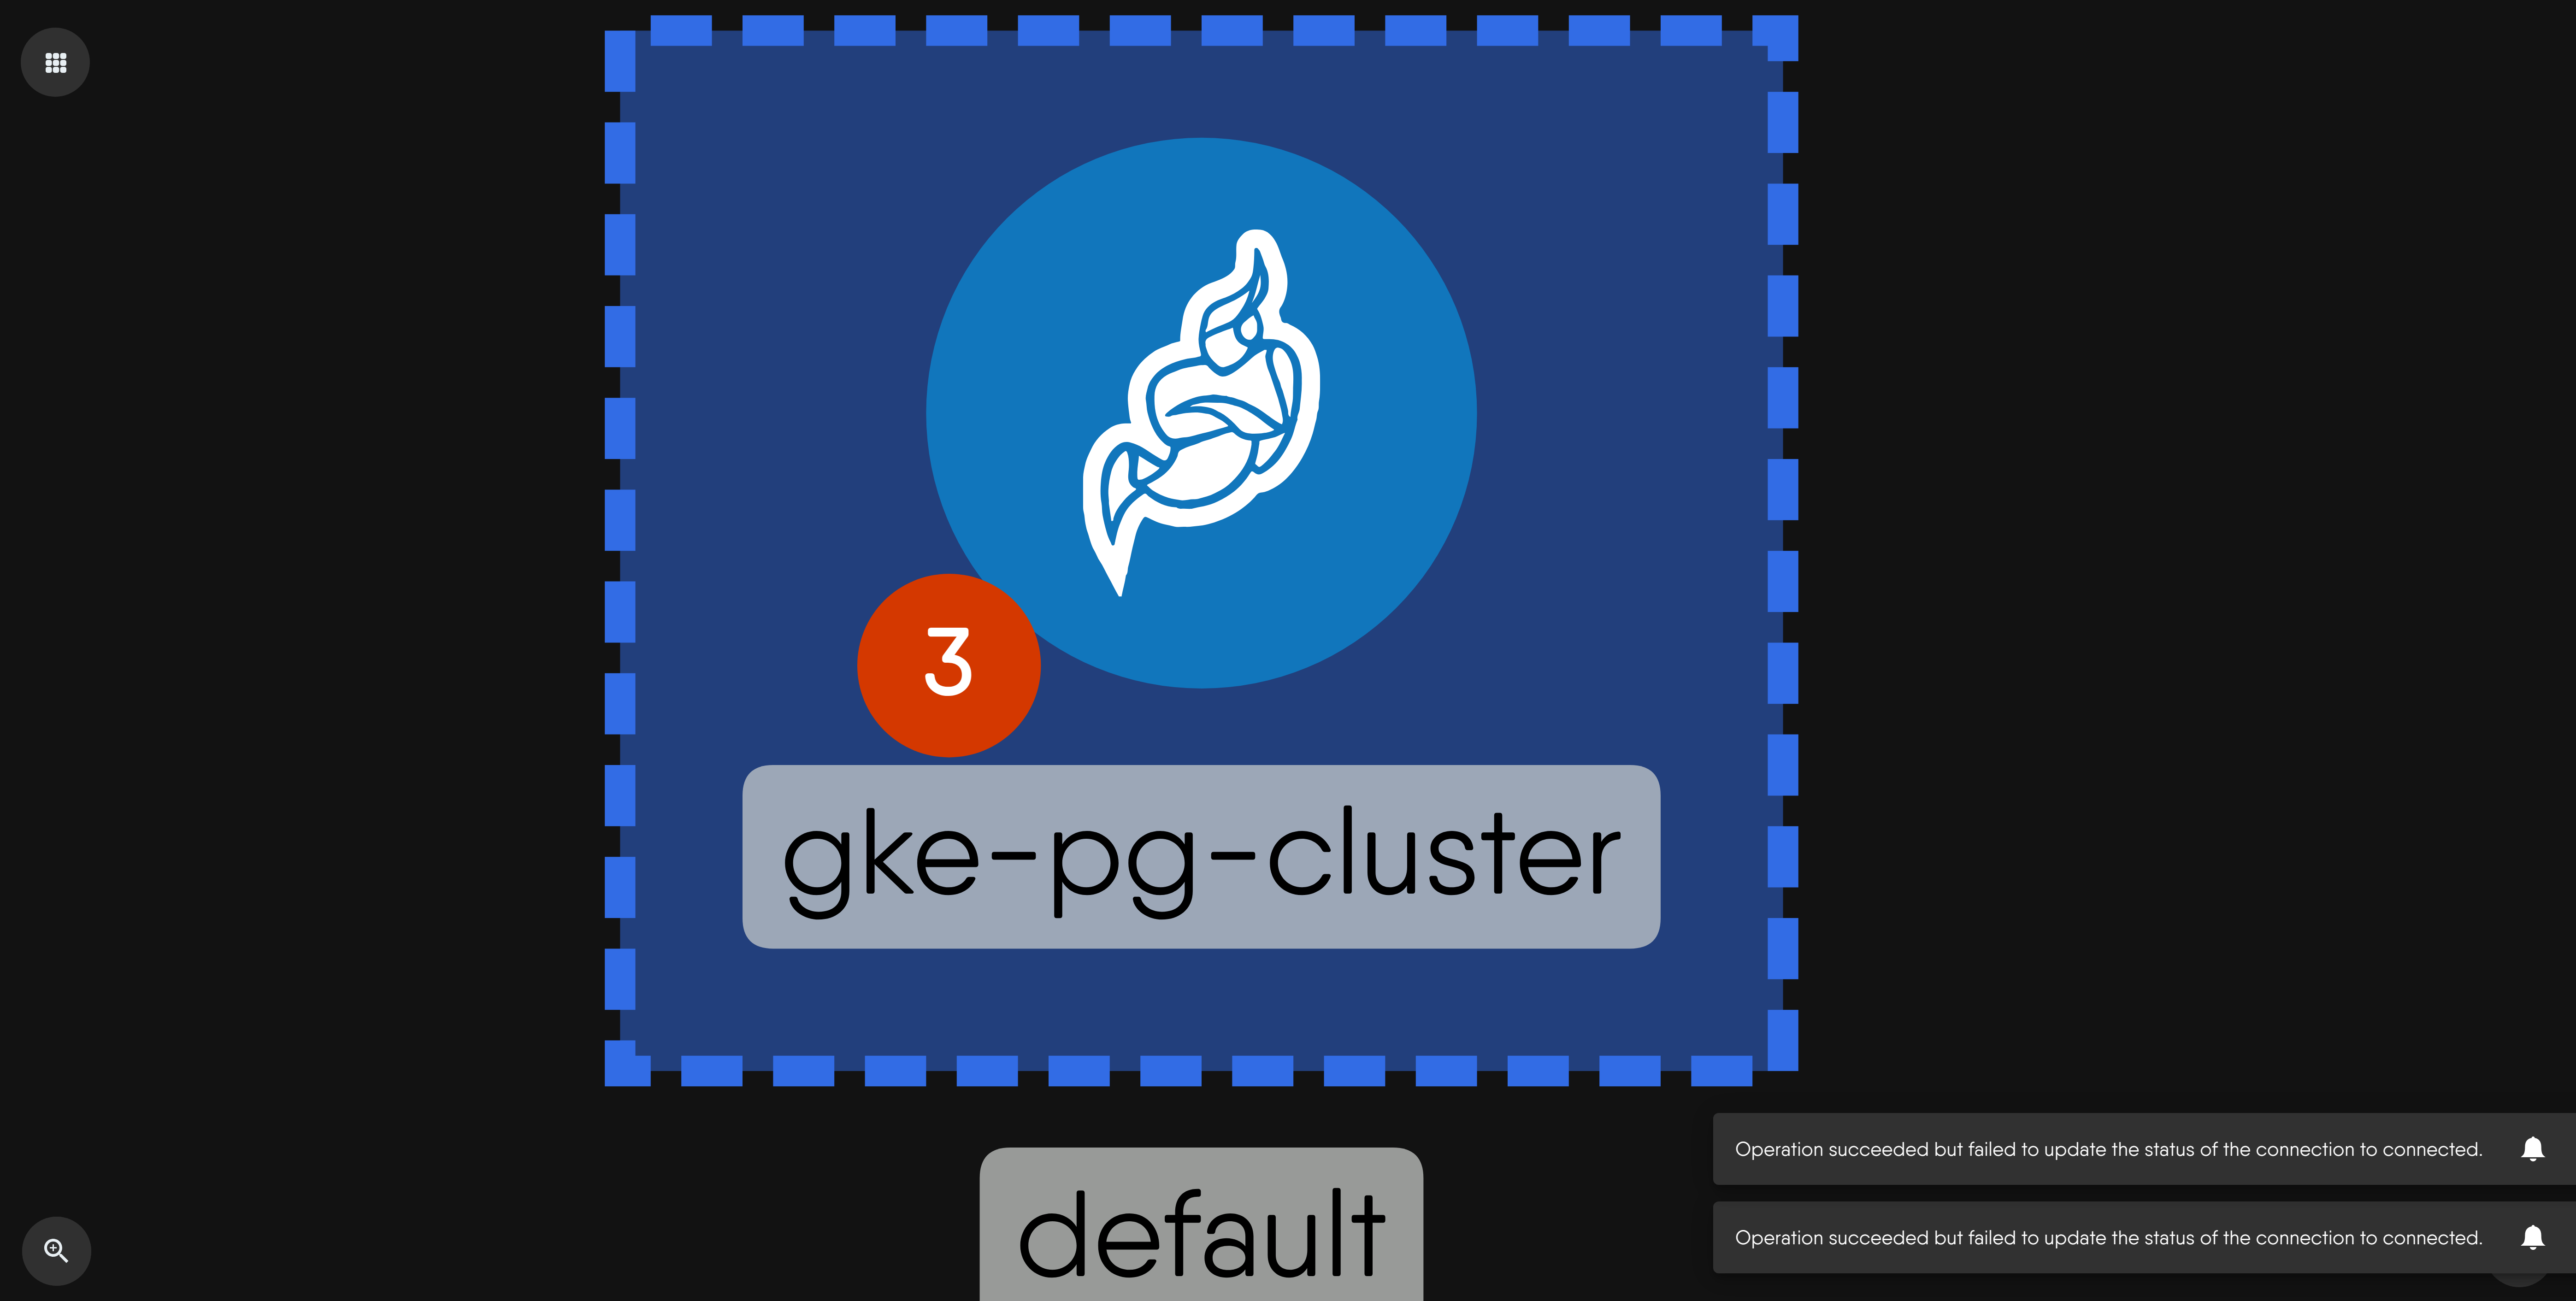 3
gke-pg-cluster
default
Operation succeeded but failed to update the status of the connection to connected.
Operation succeeded but failed to update the status of the connection to connected.